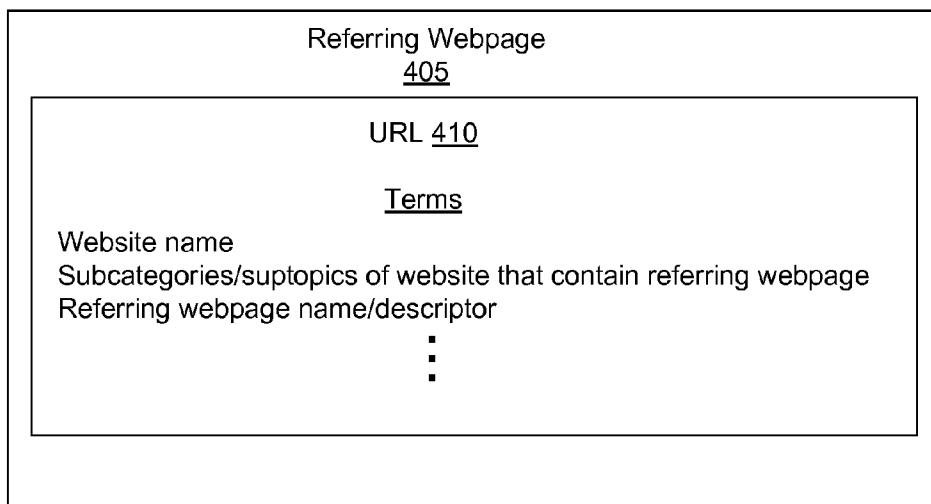 Referring Webpage
405
URL 410
Terms
Website name
Subcategories/suptopics of website that contain referring webpage
Referring webpage name/descriptor